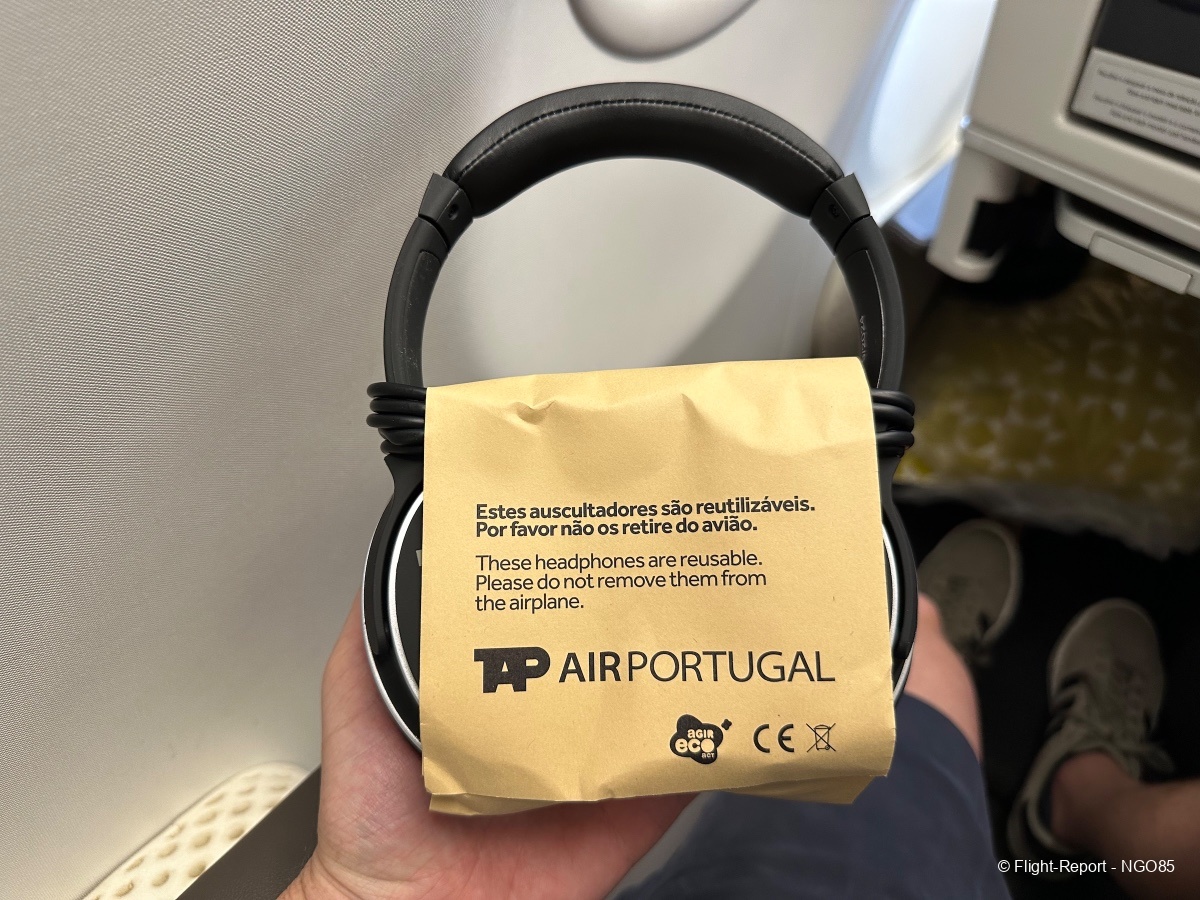 Estes auscultadores são reutilizáveis.
Por favor não os retire do avião.
These headphones are reusable.
Please do not remove them from
the airplane.
TAP AIRPORTUGAL
AGIR
eco
ACT
CE
© Flight-Report - NGO85